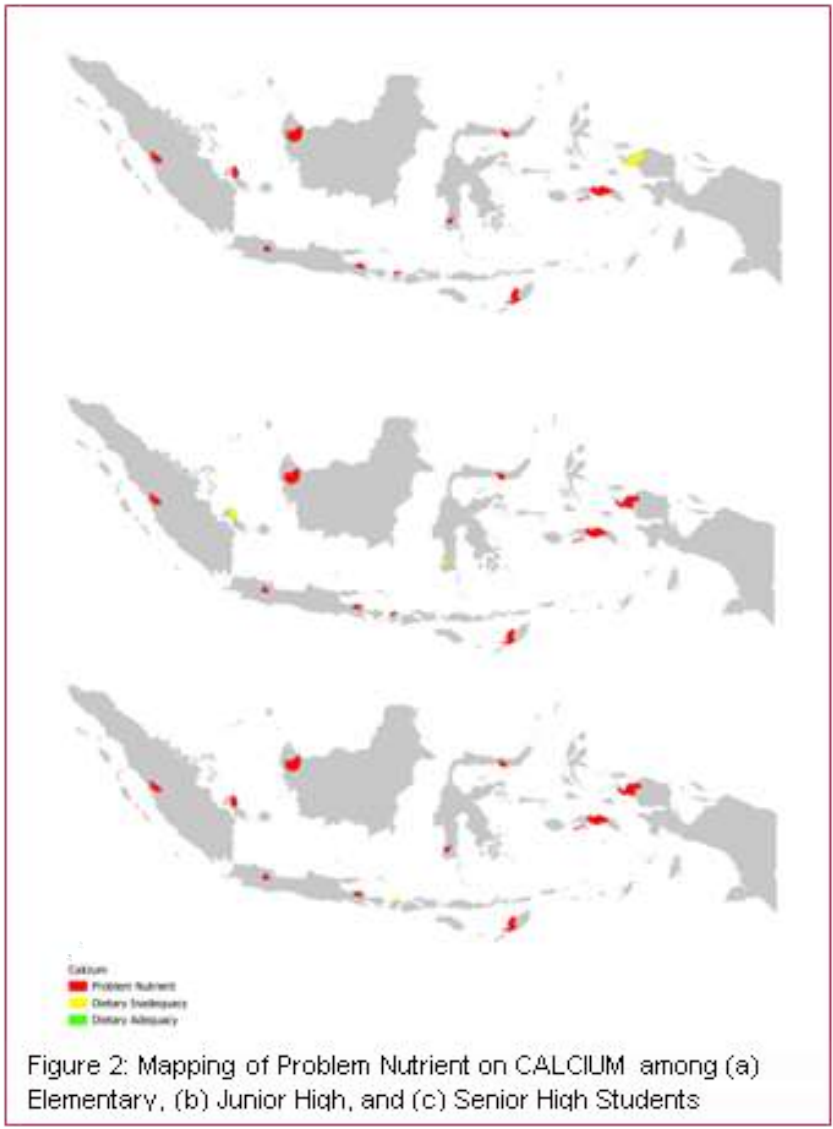 Calcium
Problem Nutrient
Dietary Inadequacy
Dietary Adequacy
Figure 2: Mapping of Problem Nutrient on CALCIUM among (a)
Elementary, (b) Junior High, and (c) Senior High Students